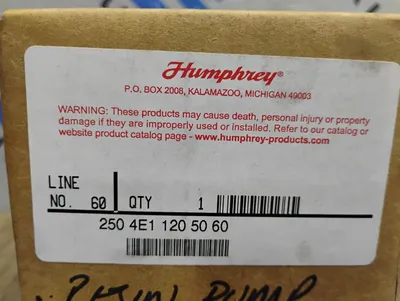 Humphrey®
P.O. BOX 2008, KALAMAZOO, MICHIGAN 49003
WARNING: These products may cause death, personal injury or property
damage if they are improperly used or installed. Refer to our catalog or
website product catalog page - www.humphrey-products.com
LINE
NO. 60 QTY 1
250 4E1 120 50 60
PUMP